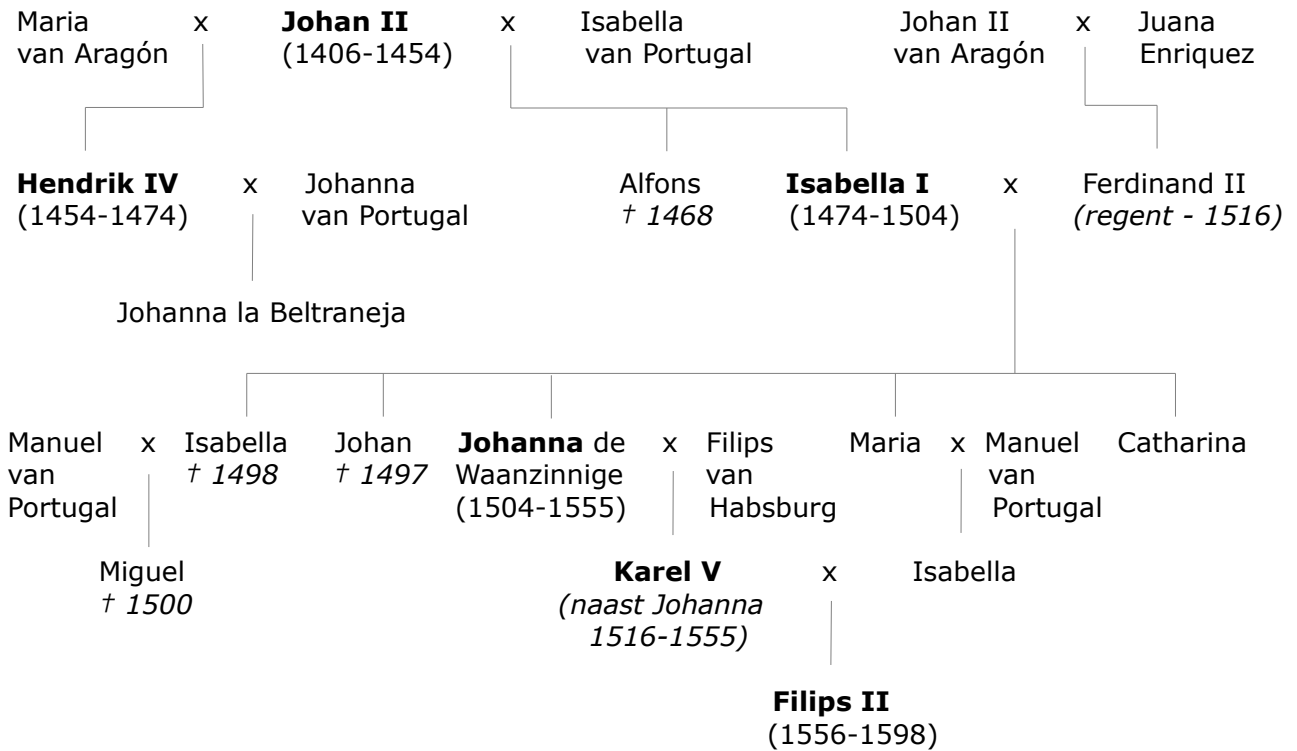 Maria x Johan II x Isabella Johan II x Juana
van Aragón (1406-1454) van Portugal van Aragón Enriquez
Hendrik IV x Johanna Alfons Isabella I x Ferdinand II
(1454-1474) van Portugal † 1468 (1474-1504) (regent - 1516)
Johanna la Beltraneja
Manuel x Isabella Johan Johanna de x Filips Maria x Manuel Catharina
van † 1498 † 1497 Waanzinnige van van
Portugal (1504-1555) Habsburg Portugal
Miguel Karel V x Isabella
† 1500 (naast Johanna
1516-1555)
Filips II
(1556-1598)